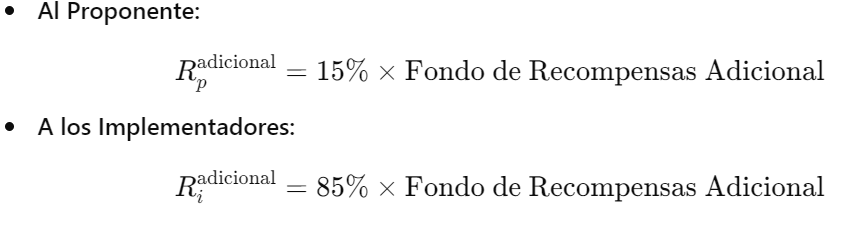 • Al Proponente:
R_p^adicional = 15% × Fondo de Recompensas Adicional
• A los Implementadores:
R_i^adicional = 85% × Fondo de Recompensas Adicional